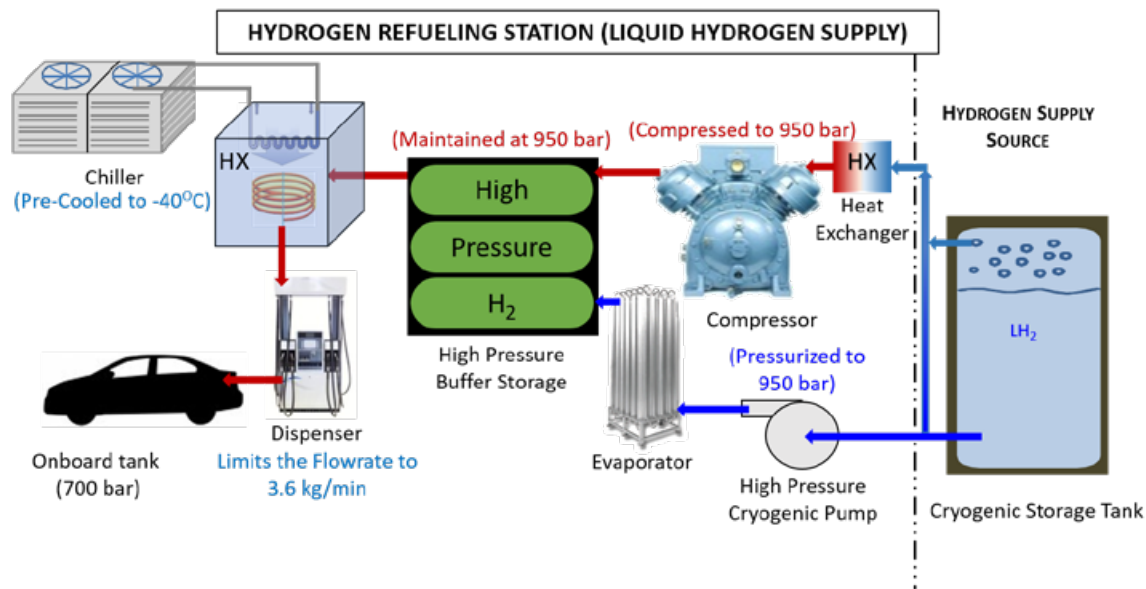 HYDROGEN REFUELING STATION (LIQUID HYDROGEN SUPPLY)
HYDROGEN SUPPLY
SOURCE
HX
Chiller
(Pre-Cooled to -40⁰C)
(Maintained at 950 bar)
High
Pressure
H₂
High Pressure
Buffer Storage
(Compressed to 950 bar)
Compressor
HX
Heat
Exchanger
LH₂
Cryogenic Storage Tank
(Pressurized to
950 bar)
High Pressure
Cryogenic Pump
Evaporator
Dispenser
Limits the Flowrate to
3.6 kg/min
Onboard tank
(700 bar)